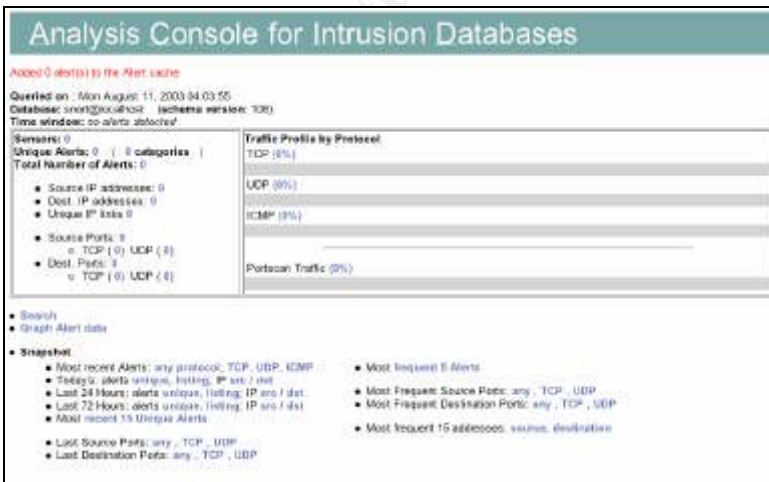 Analysis Console for Intrusion Databases
Added 0 alert(s) to the Alert cache
Queried on : Mon August 11, 2003 04:03:55
Database: snort@localhost (schema version: 106)
Time window: no alerts detected
Sensors: 0
Unique Alerts: 0 ( 0 categories )
Total Number of Alerts: 0
Source IP addresses: 0
Dest. IP addresses: 0
Unique IP links 0
Source Ports: 0
TCP ( 0) UDP ( 0)
Dest. Ports: 0
TCP ( 0) UDP ( 0)
Traffic Profile by Protocol
TCP (0%)
UDP (0%)
ICMP (0%)
Portscan Traffic (0%)
Search
Graph Alert data
Snapshot
Most recent Alerts: any protocol, TCP, UDP, ICMP
Today's: alerts unique, listing; IP src / dst
Last 24 Hours: alerts unique, listing; IP src / dst
Last 72 Hours: alerts unique, listing; IP src / dst
Most recent 15 Unique Alerts
Last Source Ports: any , TCP , UDP
Last Destination Ports: any , TCP , UDP
Most frequent 5 Alerts
Most Frequent Source Ports: any , TCP , UDP
Most Frequent Destination Ports: any , TCP , UDP
Most frequent 15 addresses: source, destination